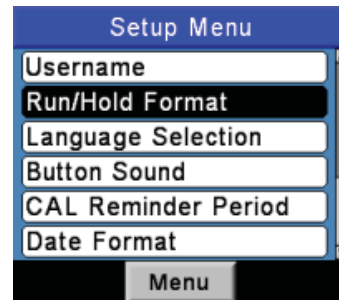 Setup Menu
Username
Run/Hold Format
Language Selection
Button Sound
CAL Reminder Period
Date Format
Menu